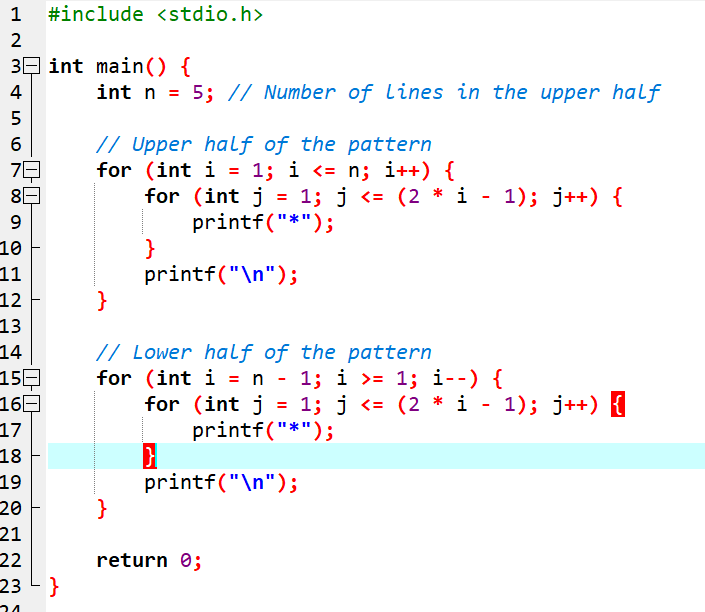 1 #include <stdio.h>
2
3 int main() {
4     int n = 5; // Number of lines in the upper half
5
6     // Upper half of the pattern
7     for (int i = 1; i <= n; i++) {
8         for (int j = 1; j <= (2 * i - 1); j++) {
9             printf("*");
10         }
11         printf("\n");
12     }
13
14     // Lower half of the pattern
15     for (int i = n - 1; i >= 1; i--) {
16         for (int j = 1; j <= (2 * i - 1); j++) {
17             printf("*");
18         }
19         printf("\n");
20     }
21
22     return 0;
23 }
24